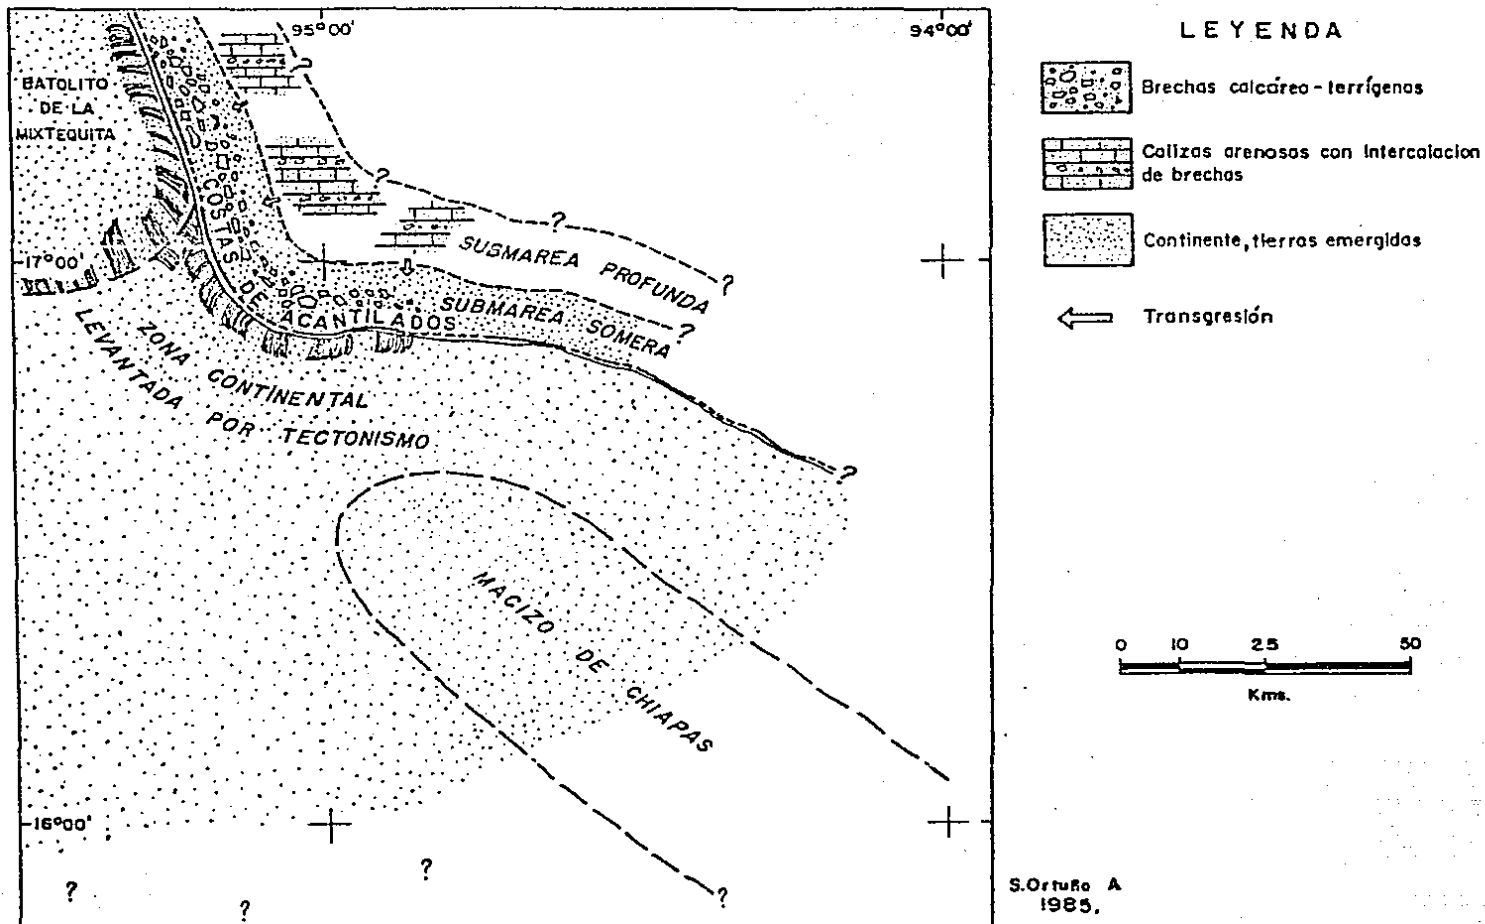 95°00'
94°00'
BATOLITO
DE LA
MIXTEQUITA
17°00'
COSTAS DE ACANTILADOS
SUBMAREA PROFUNDA
SUBMAREA SOMERA
ZONA CONTINENTAL
LEVANTADA POR TECTONISMO
MACIZO DE CHIAPAS
16°00'
?
?
?
?
?
?
?
?
?
LEYENDA
Brechas calcáreo-terrígenas
Calizas arenosas con intercalacion
de brechas
Continente, tierras emergidas
Transgresión
0 10 25 50
Kms.
S.Ortuño A
1985.